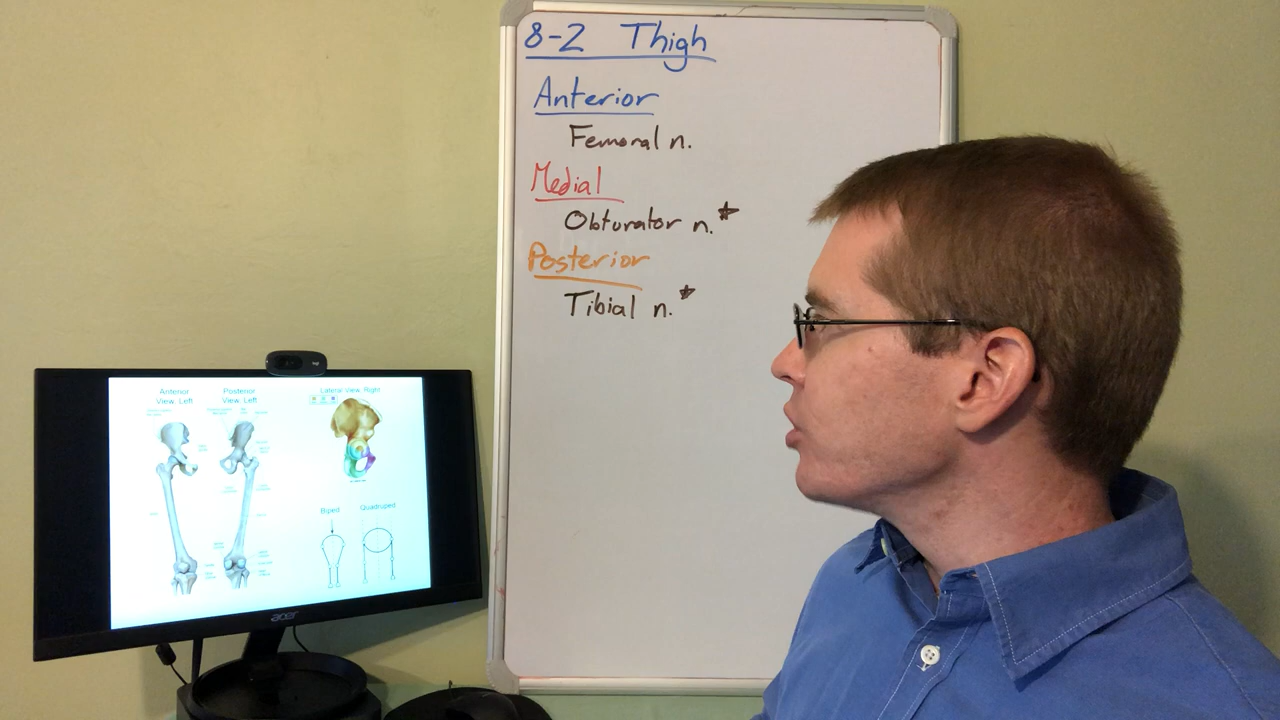 8-2 Thigh
Anterior
Femoral n.
Medial
Obturator n.*
Posterior
Tibial n.*
Anterior View, Left
Posterior View, Left
Lateral View, Right
Biped
Quadruped
acer